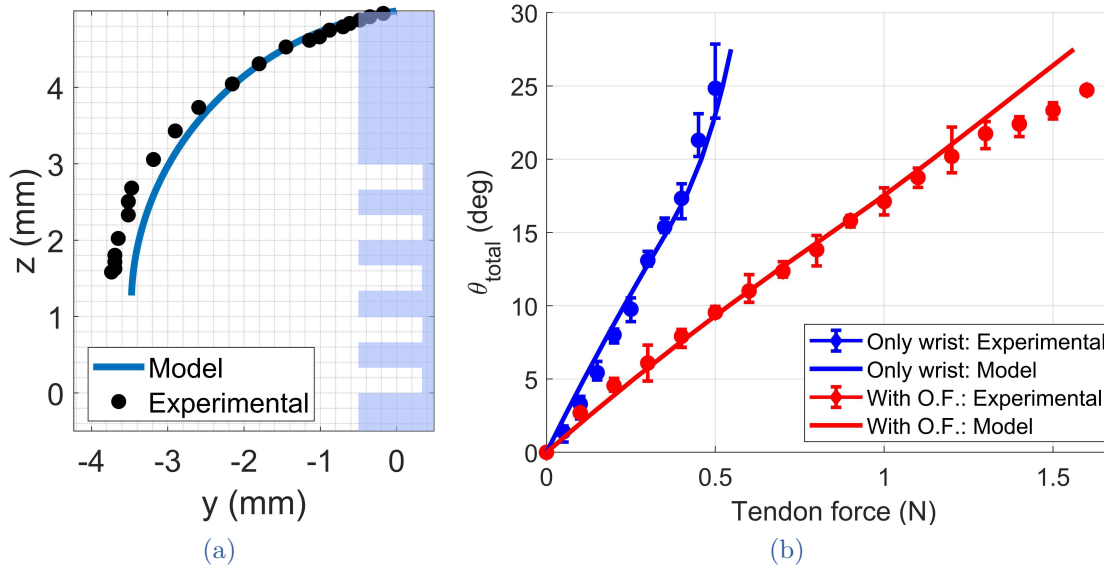 4
3
2
1
0
z (mm)
-4
-3
-2
-1
0
y (mm)
Model
Experimental
(a)
30
25
20
15
10
5
0
θtotal (deg)
0
0.5
1
1.5
Tendon force (N)
Only wrist: Experimental
Only wrist: Model
With O.F.: Experimental
With O.F.: Model
(b)